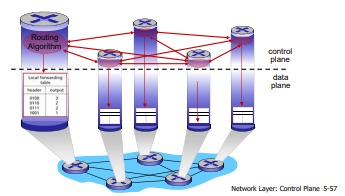 Routing
Algorithm
control
plane
data
plane
Local forwarding
table
header output
0100 3
0110 2
0111 2
1001 1
Network Layer: Control Plane 5-57